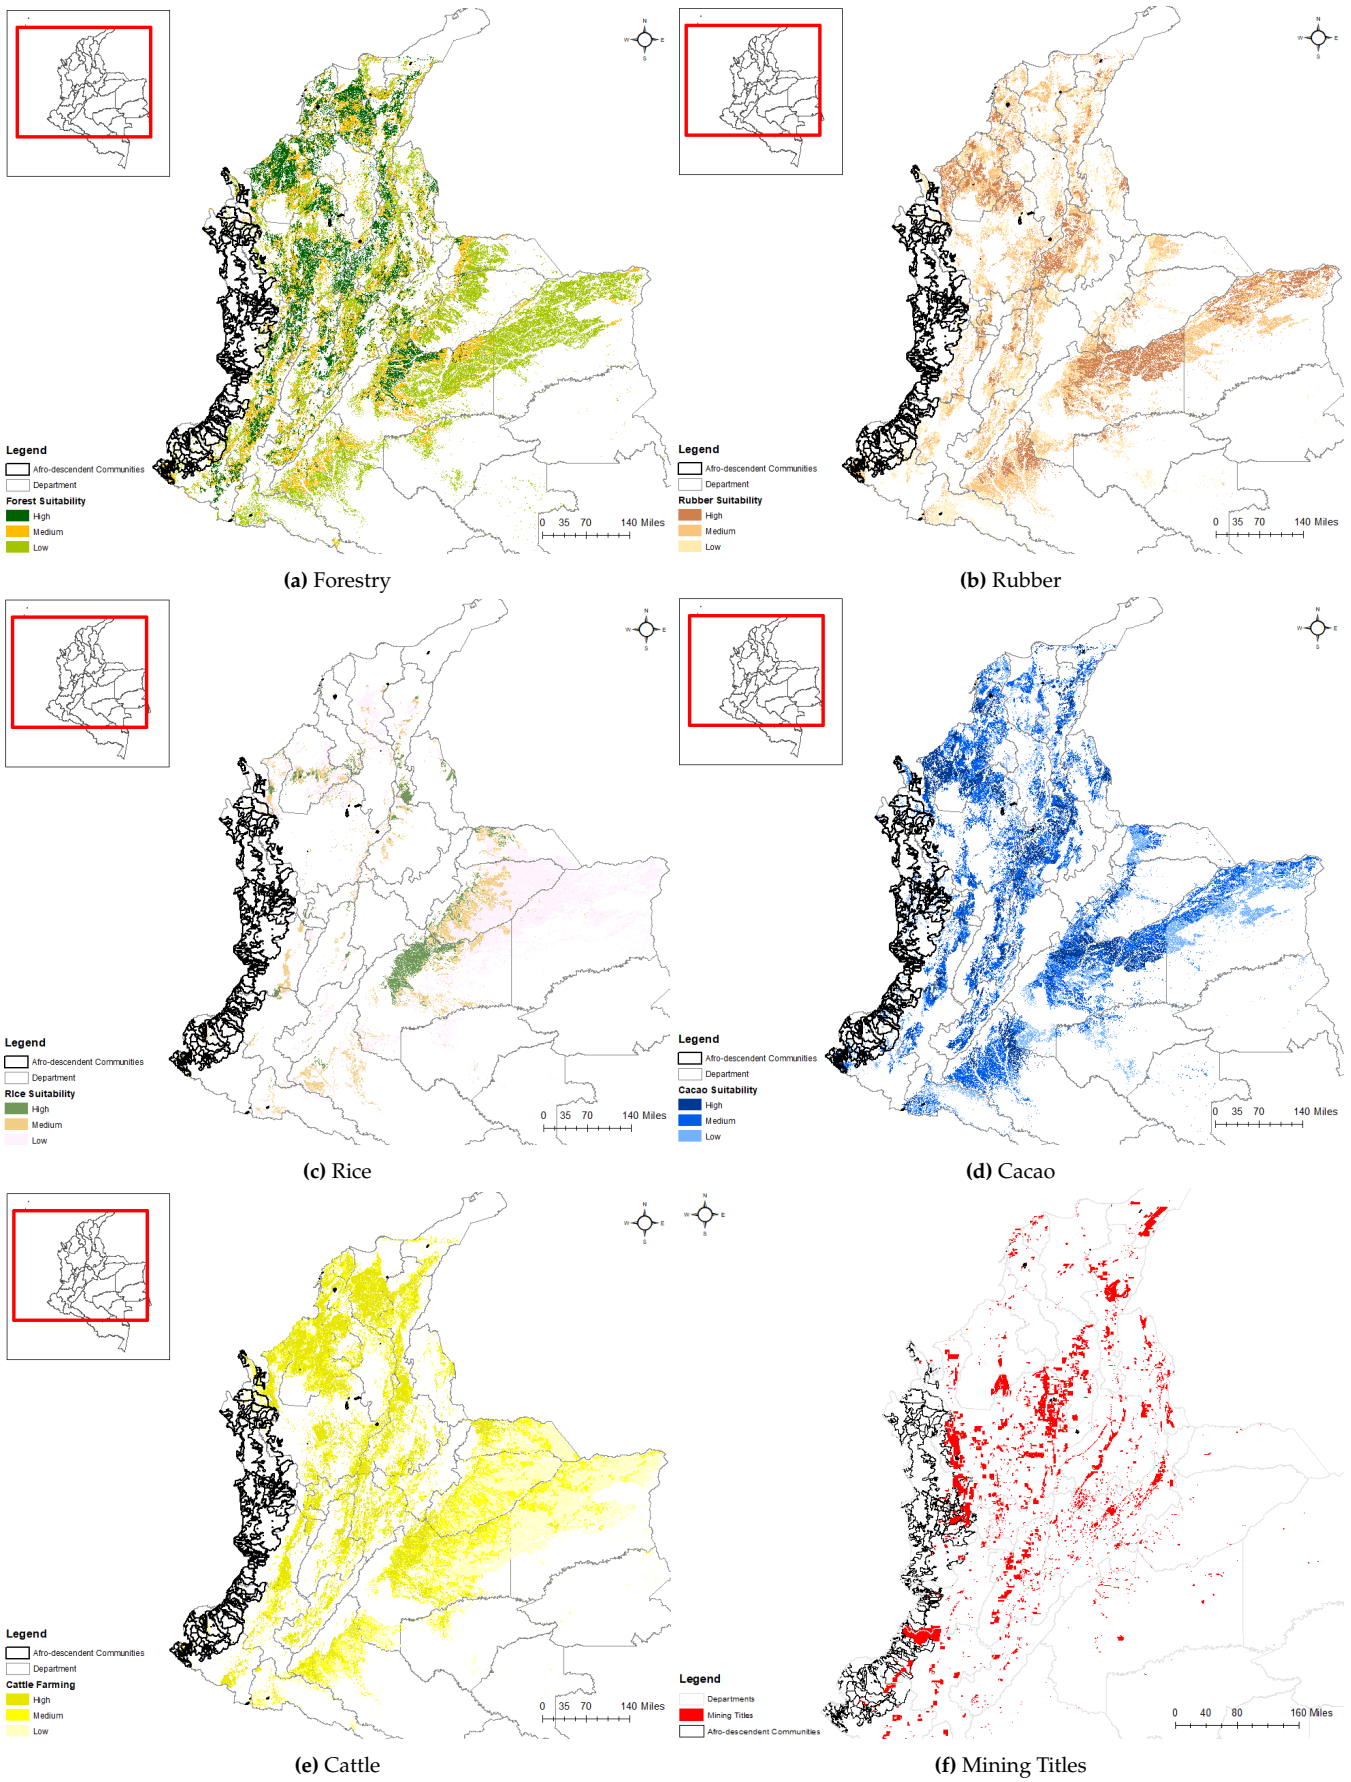 N
W E
S
Legend
Afro-descendent Communities
Department
Forest Suitability
High
Medium
Low
0 35 70 140 Miles
(a) Forestry
N
W E
S
Legend
Afro-descendent Communities
Department
Rubber Suitability
High
Medium
Low
0 35 70 140 Miles
(b) Rubber
N
W E
S
Legend
Afro-descendent Communities
Department
Rice Suitability
High
Medium
Low
0 35 70 140 Miles
(c) Rice
N
W E
S
Legend
Afro-descendent Communities
Department
Cacao Suitability
High
Medium
Low
0 35 70 140 Miles
(d) Cacao
N
W E
S
Legend
Afro-descendent Communities
Department
Cattle Farming
High
Medium
Low
0 35 70 140 Miles
(e) Cattle
N
W E
S
Legend
Departments
Mining Titles
Afro-descendent Communities
0 40 80 160 Miles
(f) Mining Titles